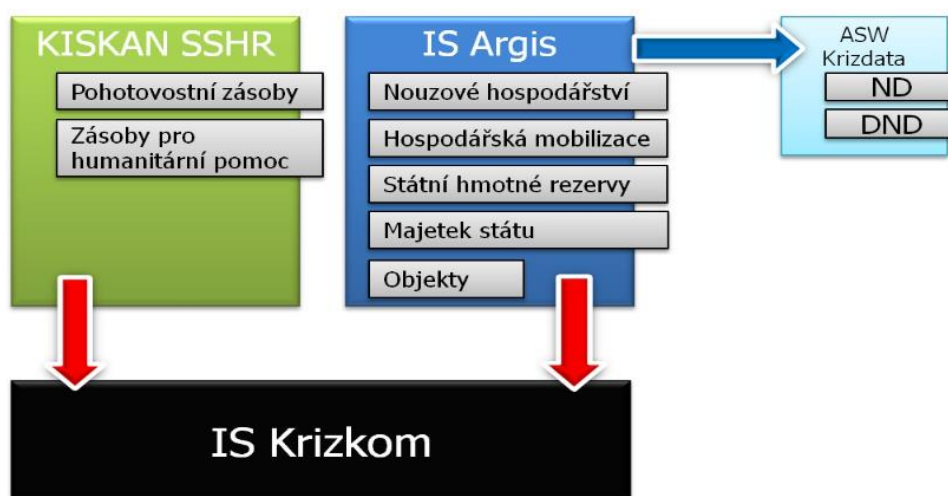 KISKAN SSHR
Pohotovostní zásoby
Zásoby pro
humanitární pomoc
IS Argis
Nouzové hospodářství
Hospodářská mobilizace
Státní hmotné rezervy
Majetek státu
Objekty
ASW
Krizdata
ND
DND
IS Krizkom